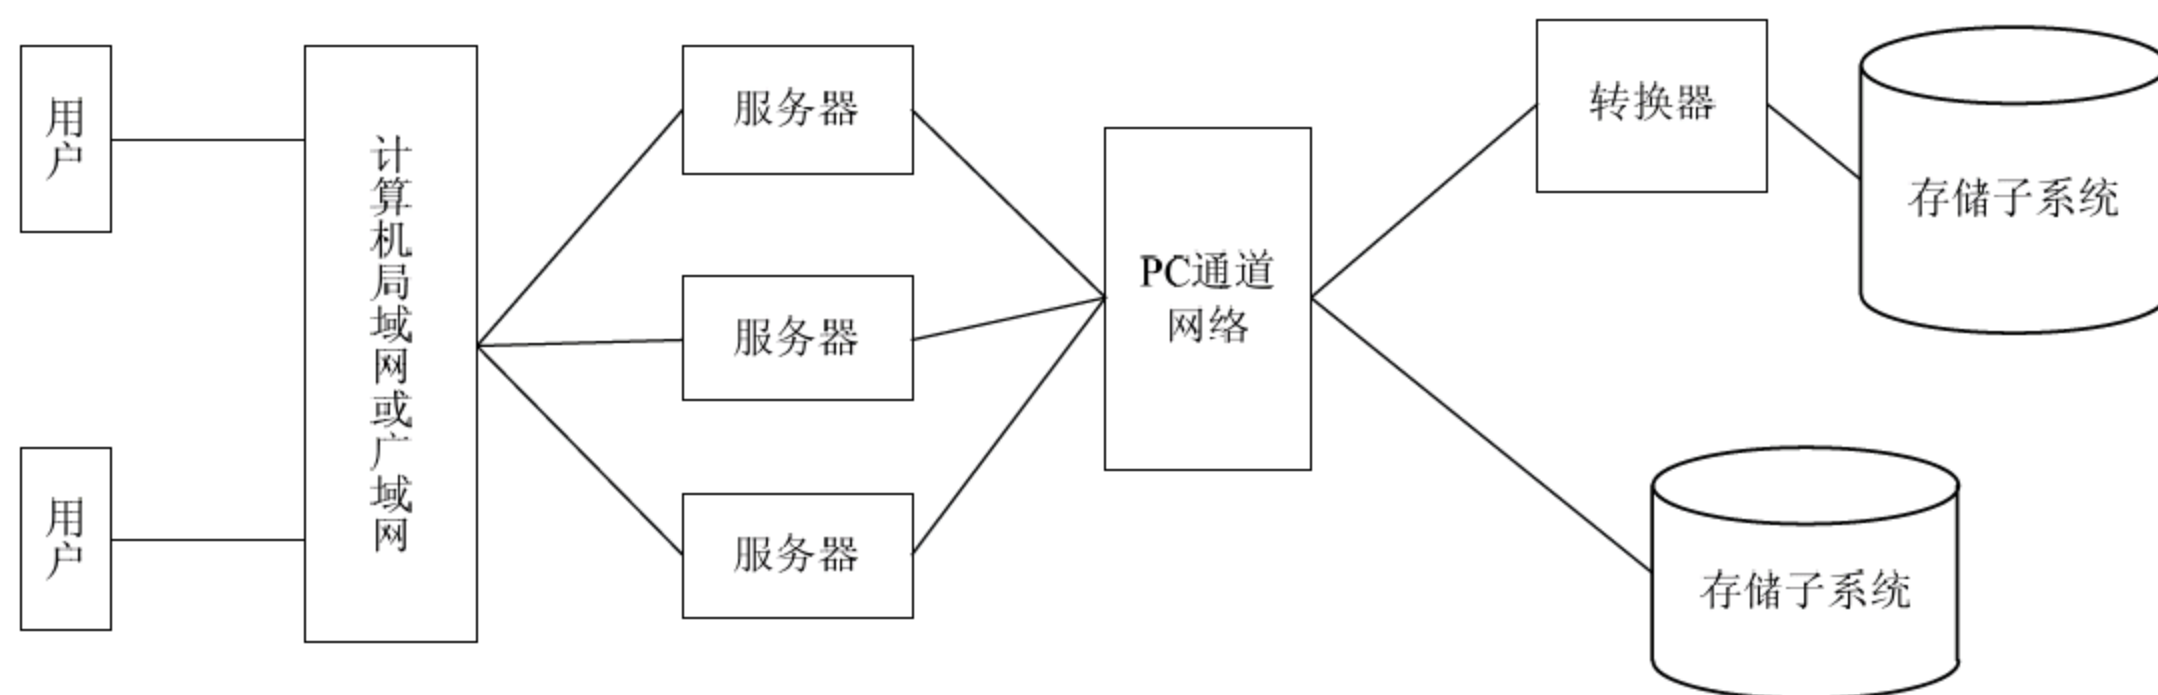 用
户
用
户
计
算
机
局
域
网
或
广
域
网
服务器
服务器
服务器
PC通道
网络
转换器
存储子系统
存储子系统